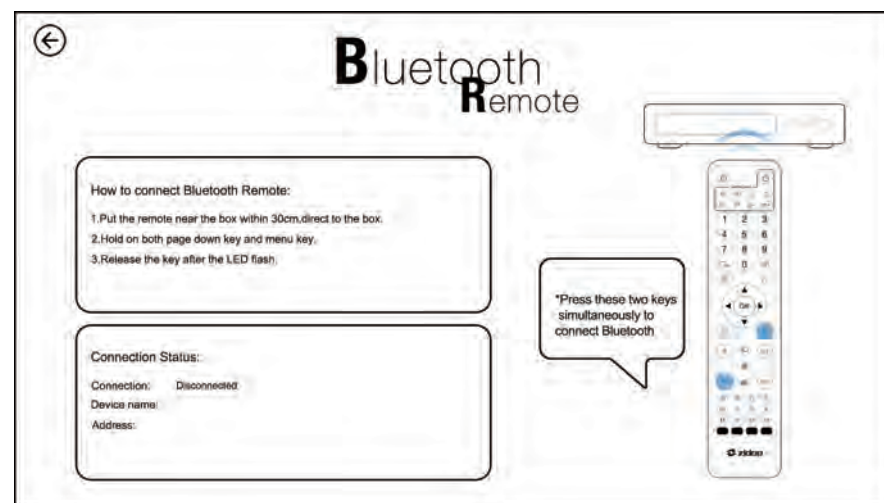 Bluetooth
Remote
How to connect Bluetooth Remote:
1.Put the remote near the box within 30cm,direct to the box.
2.Hold on both page down key and menu key.
3.Release the key after the LED flash.
*Press these two keys
simultaneously to
connect Bluetooth
Connection Status:
Connection: Disconnected
Device name:
Address:
1 2 3
4 5 6
7 8 9
0
OK
zidoo